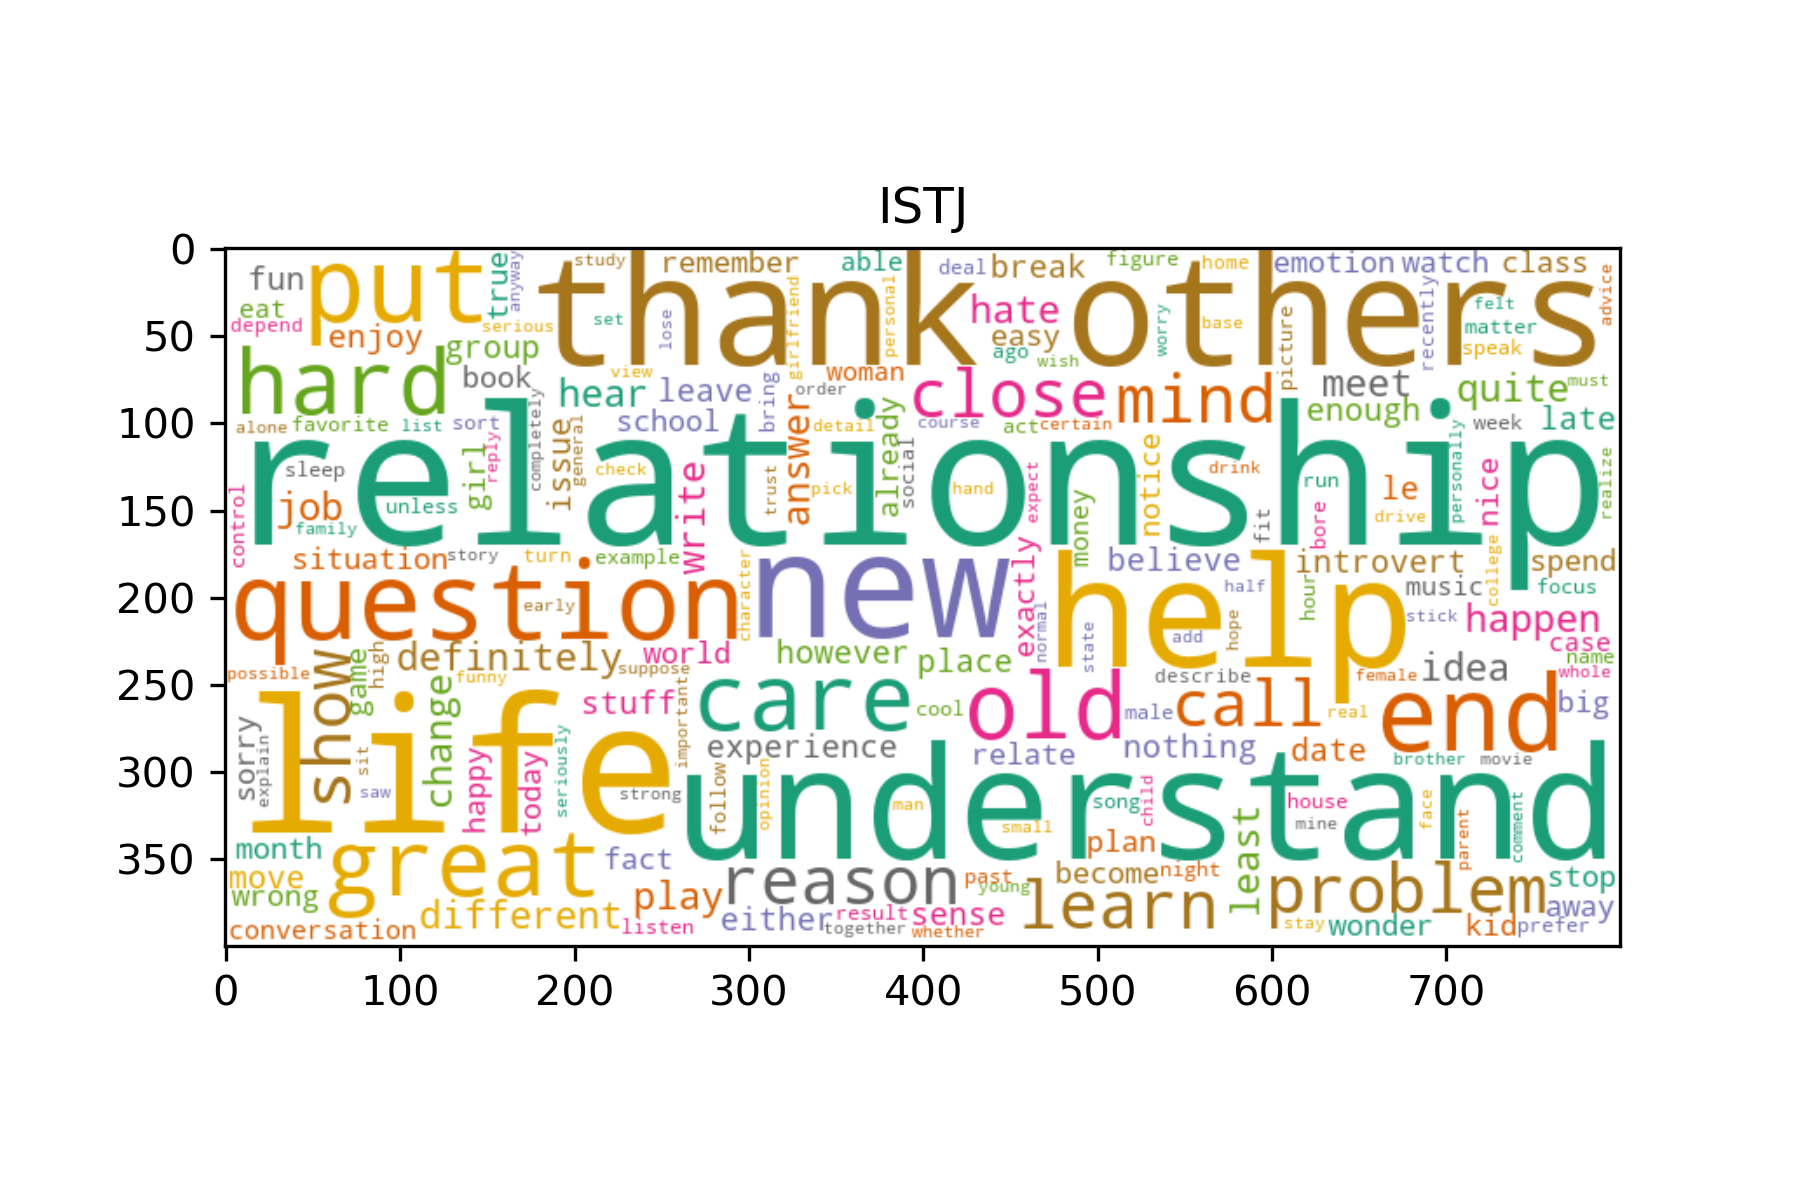 ISTJ
0
50
100
150
200
250
300
350
0 100 200 300 400 500 600 700
fun put true anyway study remember able deal break figure home emotion watch class advice
eat depend enjoy serious thank others hate felt
set lose girlfriend personal easy worry base picture recently matter
group ago wish speak
hard book view woman close mind meet quite must
hear leave bring order enough
alone favorite list sort completely school detail already course act certain week late
relationship
reply issue general answer social notice personally realize
sleep girl check write trust pick hand expect drink run le nice
control job unless money fit bore drive
family
situation story turn example exactly believe introvert college spend
question early character new help half hour music focus
normal state add hope stick happen
possible show game high definitely suppose world however place case
funny describe female idea name whole
life change stuff important care cool old male call real end big
sorry explain sit experience relate nothing date brother movie
saw happy today seriously strong follow opinion understand
man small song child house mine face parent comment
month great fact plan least
move reason past young become night problem stop
wrong play learn away
different either result sense
conversation listen together whether stay wonder kid prefer